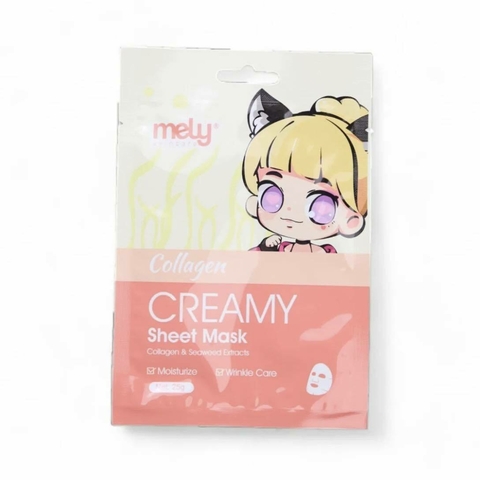 mely®
Collagen
CREAMY
Sheet Mask
Collagen & Seaweed Extracts
Moisturize Wrinkle Care